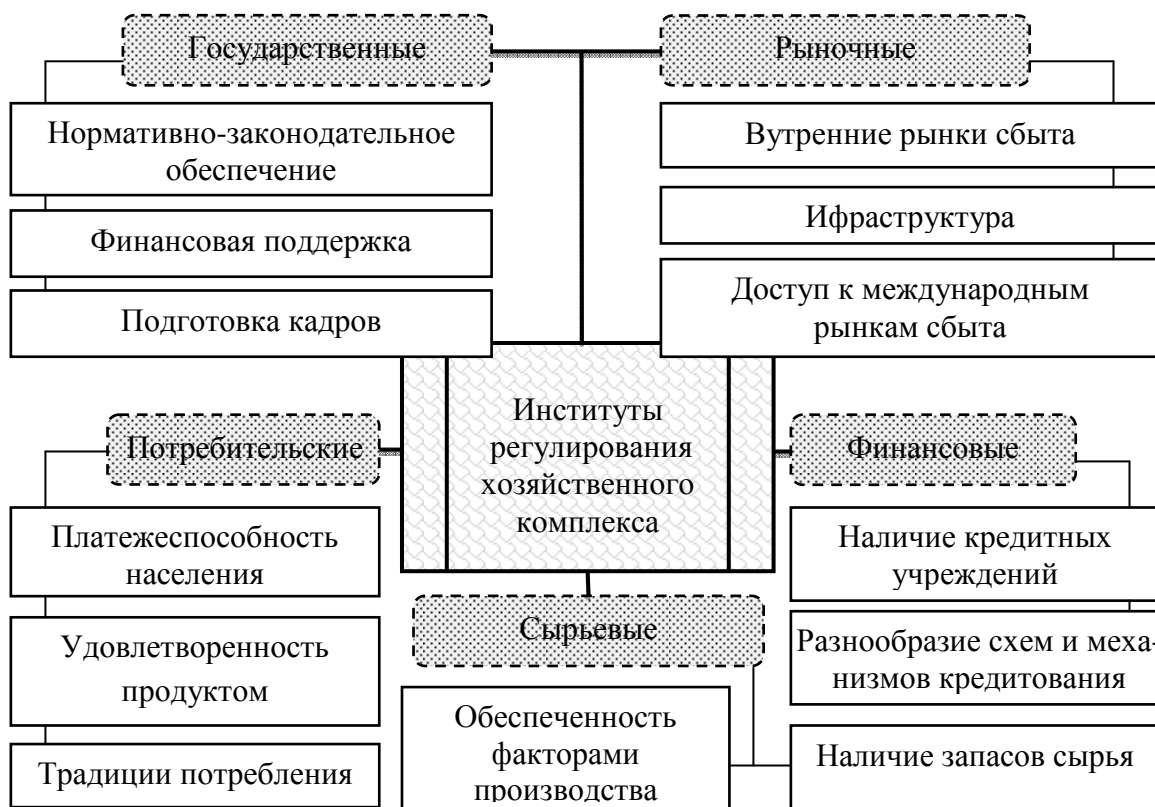 Государственные
Нормативно-законодательное
обеспечение
Финансовая поддержка
Подготовка кадров
Рыночные
Вутренние рынки сбыта
Ифраструктура
Доступ к международным
рынкам сбыта
Институты
регулирования
хозяйственного
комплекса
Потребительские
Платежеспособность
населения
Удовлетворенность
продуктом
Традиции потребления
Сырьевые
Обеспеченность
факторами
производства
Наличие запасов сырья
Финансовые
Наличие кредитных
учреждений
Разнообразие схем и меха-
низмов кредитования